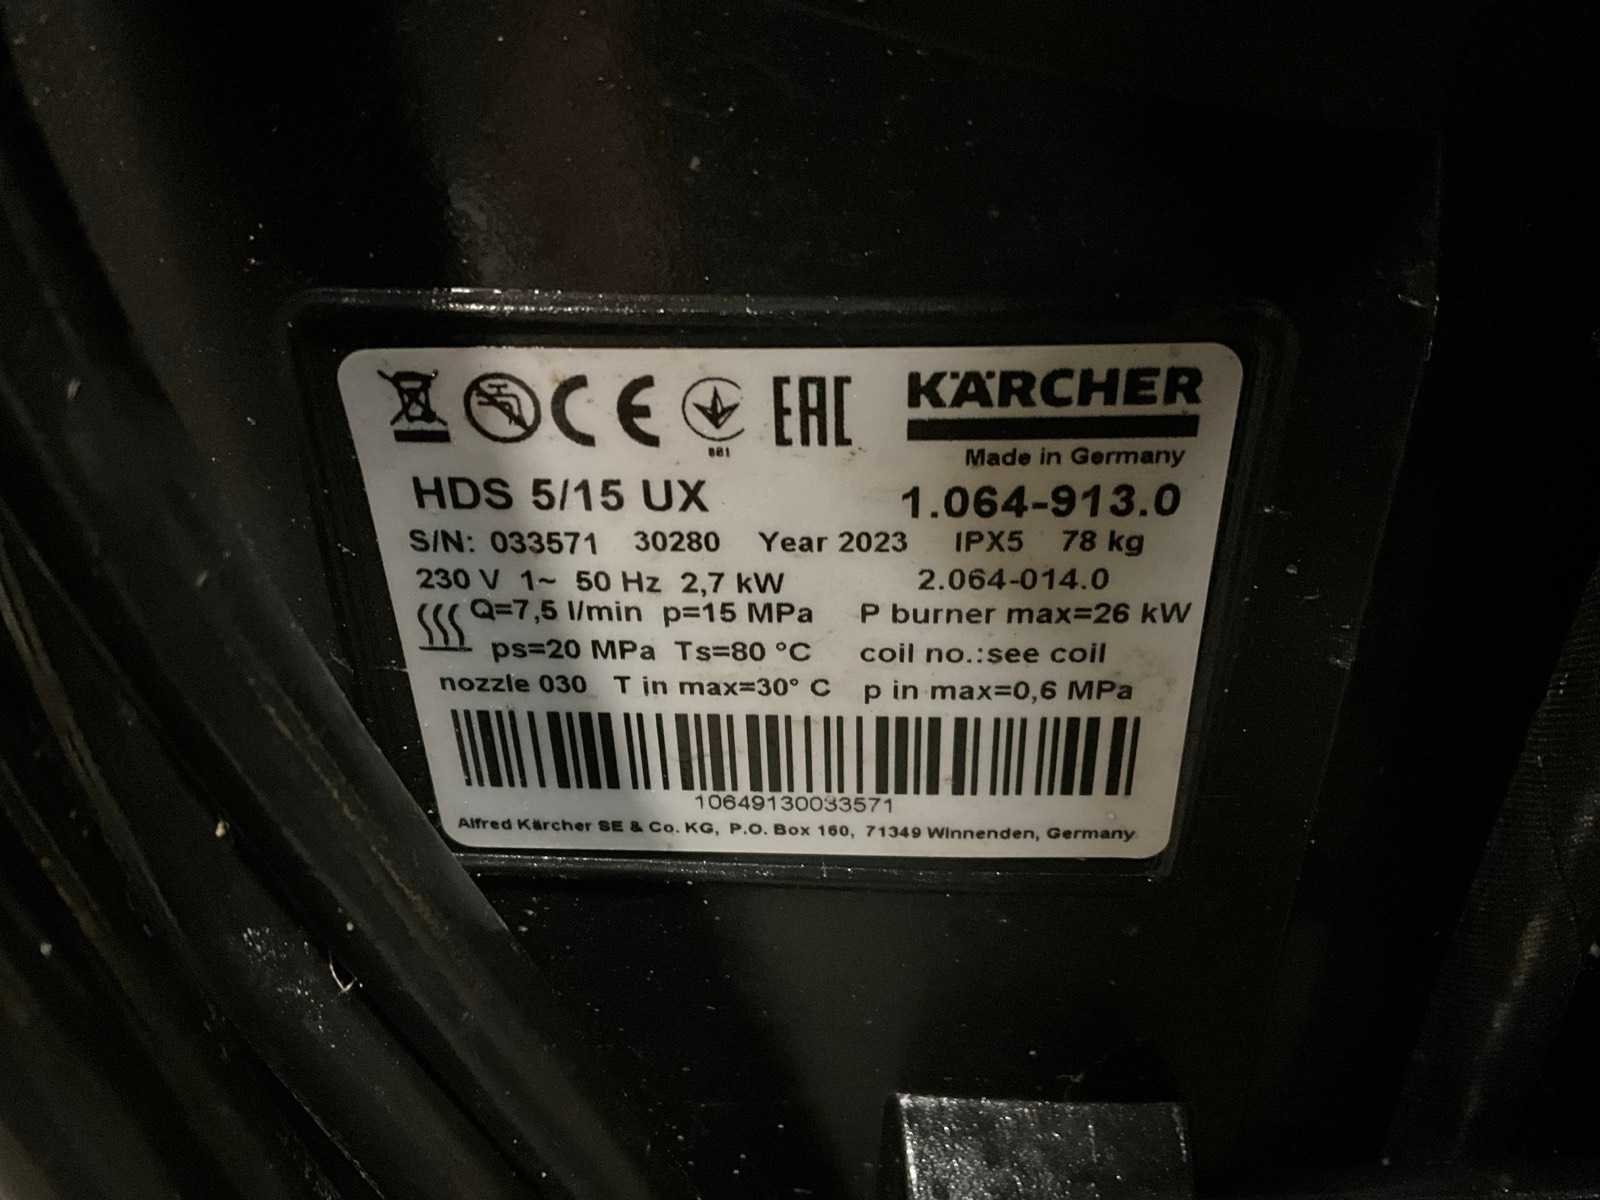 CE EAC KÄRCHER
001
Made in Germany
HDS 5/15 UX 1.064-913.0
S/N: 033571 30280 Year 2023 IPX5 78 kg
230 V 1~ 50 Hz 2,7 kW 2.064-014.0
Q=7,5 l/min p=15 MPa P burner max=26 kW
ps=20 MPa Ts=80 °C coil no.:see coil
nozzle 030 T in max=30° C p in max=0,6 MPa
10649130033571
Alfred Kärcher SE & Co. KG, P.O. Box 160, 71349 Winnenden, Germany